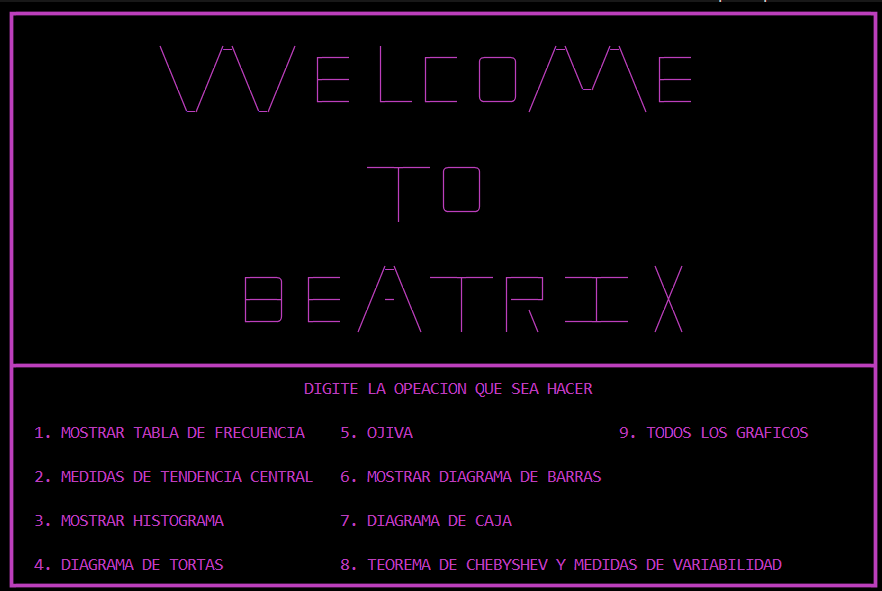 WELCOME
TO
BEATRIX
DIGITE LA OPEACION QUE SEA HACER
1. MOSTRAR TABLA DE FRECUENCIA 5. OJIVA 9. TODOS LOS GRAFICOS
2. MEDIDAS DE TENDENCIA CENTRAL 6. MOSTRAR DIAGRAMA DE BARRAS
3. MOSTRAR HISTOGRAMA 7. DIAGRAMA DE CAJA
4. DIAGRAMA DE TORTAS 8. TEOREMA DE CHEBYSHEV Y MEDIDAS DE VARIABILIDAD